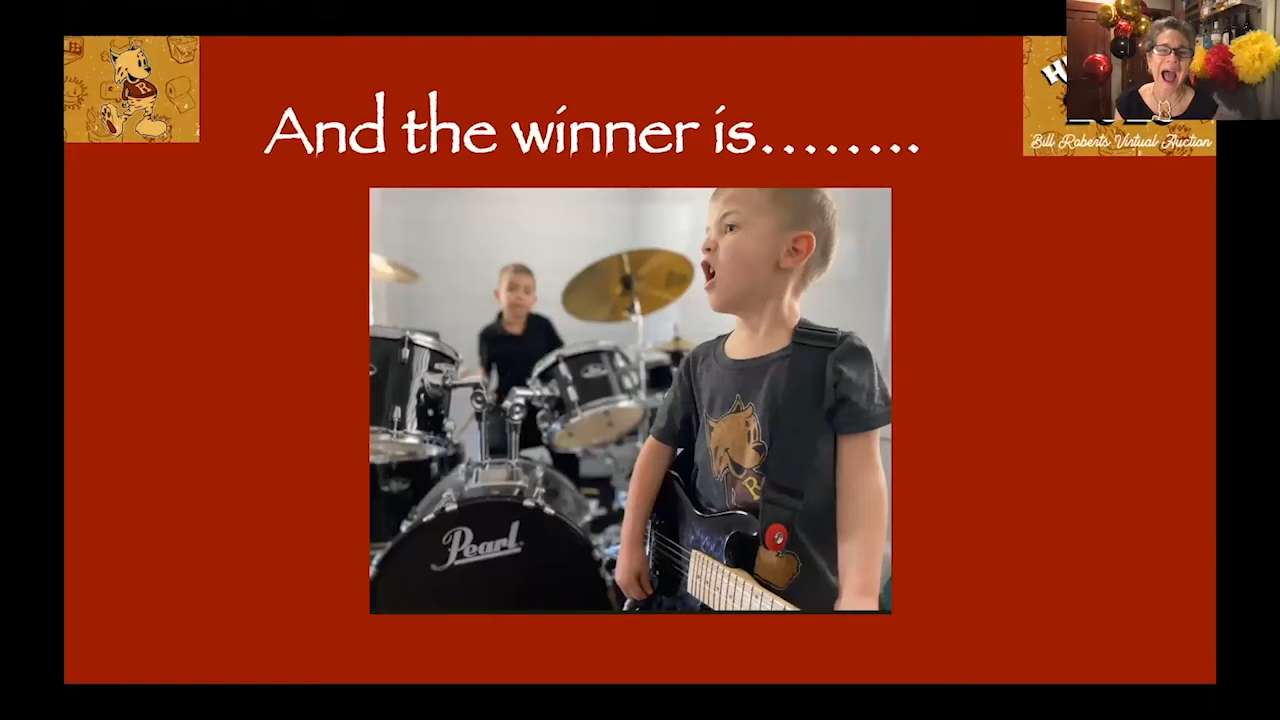 And the winner is........
Bill Roberts Virtual Auction
R
Pearl
R